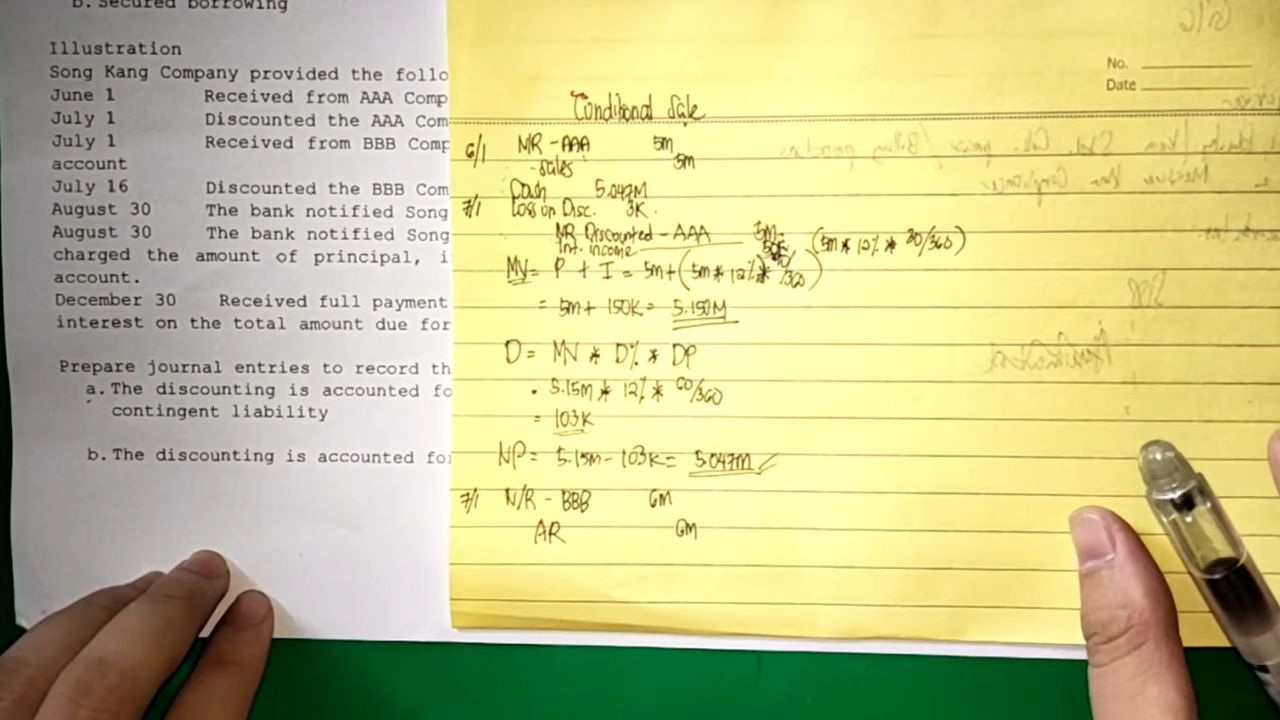 b. Secured borrowing
Illustration
Song Kang Company provided the follo
June 1 Received from AAA Comp
July 1 Discounted the AAA Com
July 1 Received from BBB Comp
account
July 16 Discounted the BBB Com
August 30 The bank notified Song
August 30 The bank notified Song
charged the amount of principal, i
account.
December 30 Received full payment
interest on the total amount due for
Prepare journal entries to record th
a. The discounting is accounted fo
contingent liability
b. The discounting is accounted for
No.
Date
Conditional Sale
6/1 N/R - AAA 5m
Sales 5m
Cash 5.047M
7/1 Loss on Disc. 3K
NR Discounted - AAA 5m
Int. income 50K (5m * 12% * 30/360)
MV = P + I = 5m + (5m * 12% * 90/360)
= 5m + 150K = 5.150M
D = MV * D% * DP
= 5.15m * 12% * 60/360
= 103K
NP = 5.15m - 103K = 5.047m
7/1 N/R - BBB 6m
AR 6m